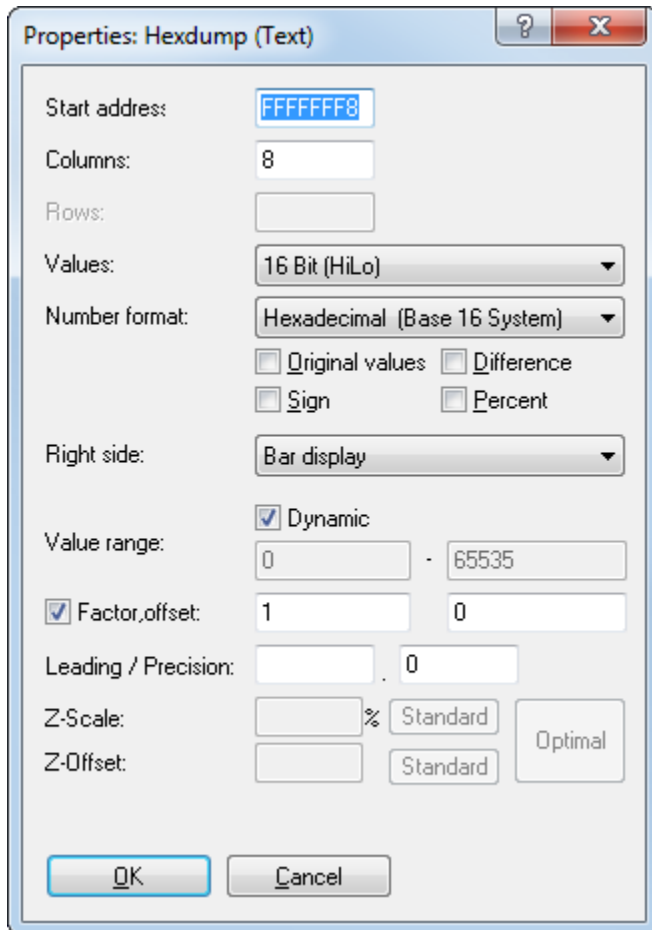 Properties: Hexdump (Text)
Start address
FFFFFFF8
Columns:
8
Rows:
Values:
16 Bit (HiLo)
Number format:
Hexadecimal (Base 16 System)
Original values
Difference
Sign
Percent
Right side:
Bar display
Dynamic
Value range:
0 - 65535
Factor,offset:
1
0
Leading / Precision:
. 0
Z-Scale:
%
Standard
Optimal
Z-Offset:
Standard
OK
Cancel